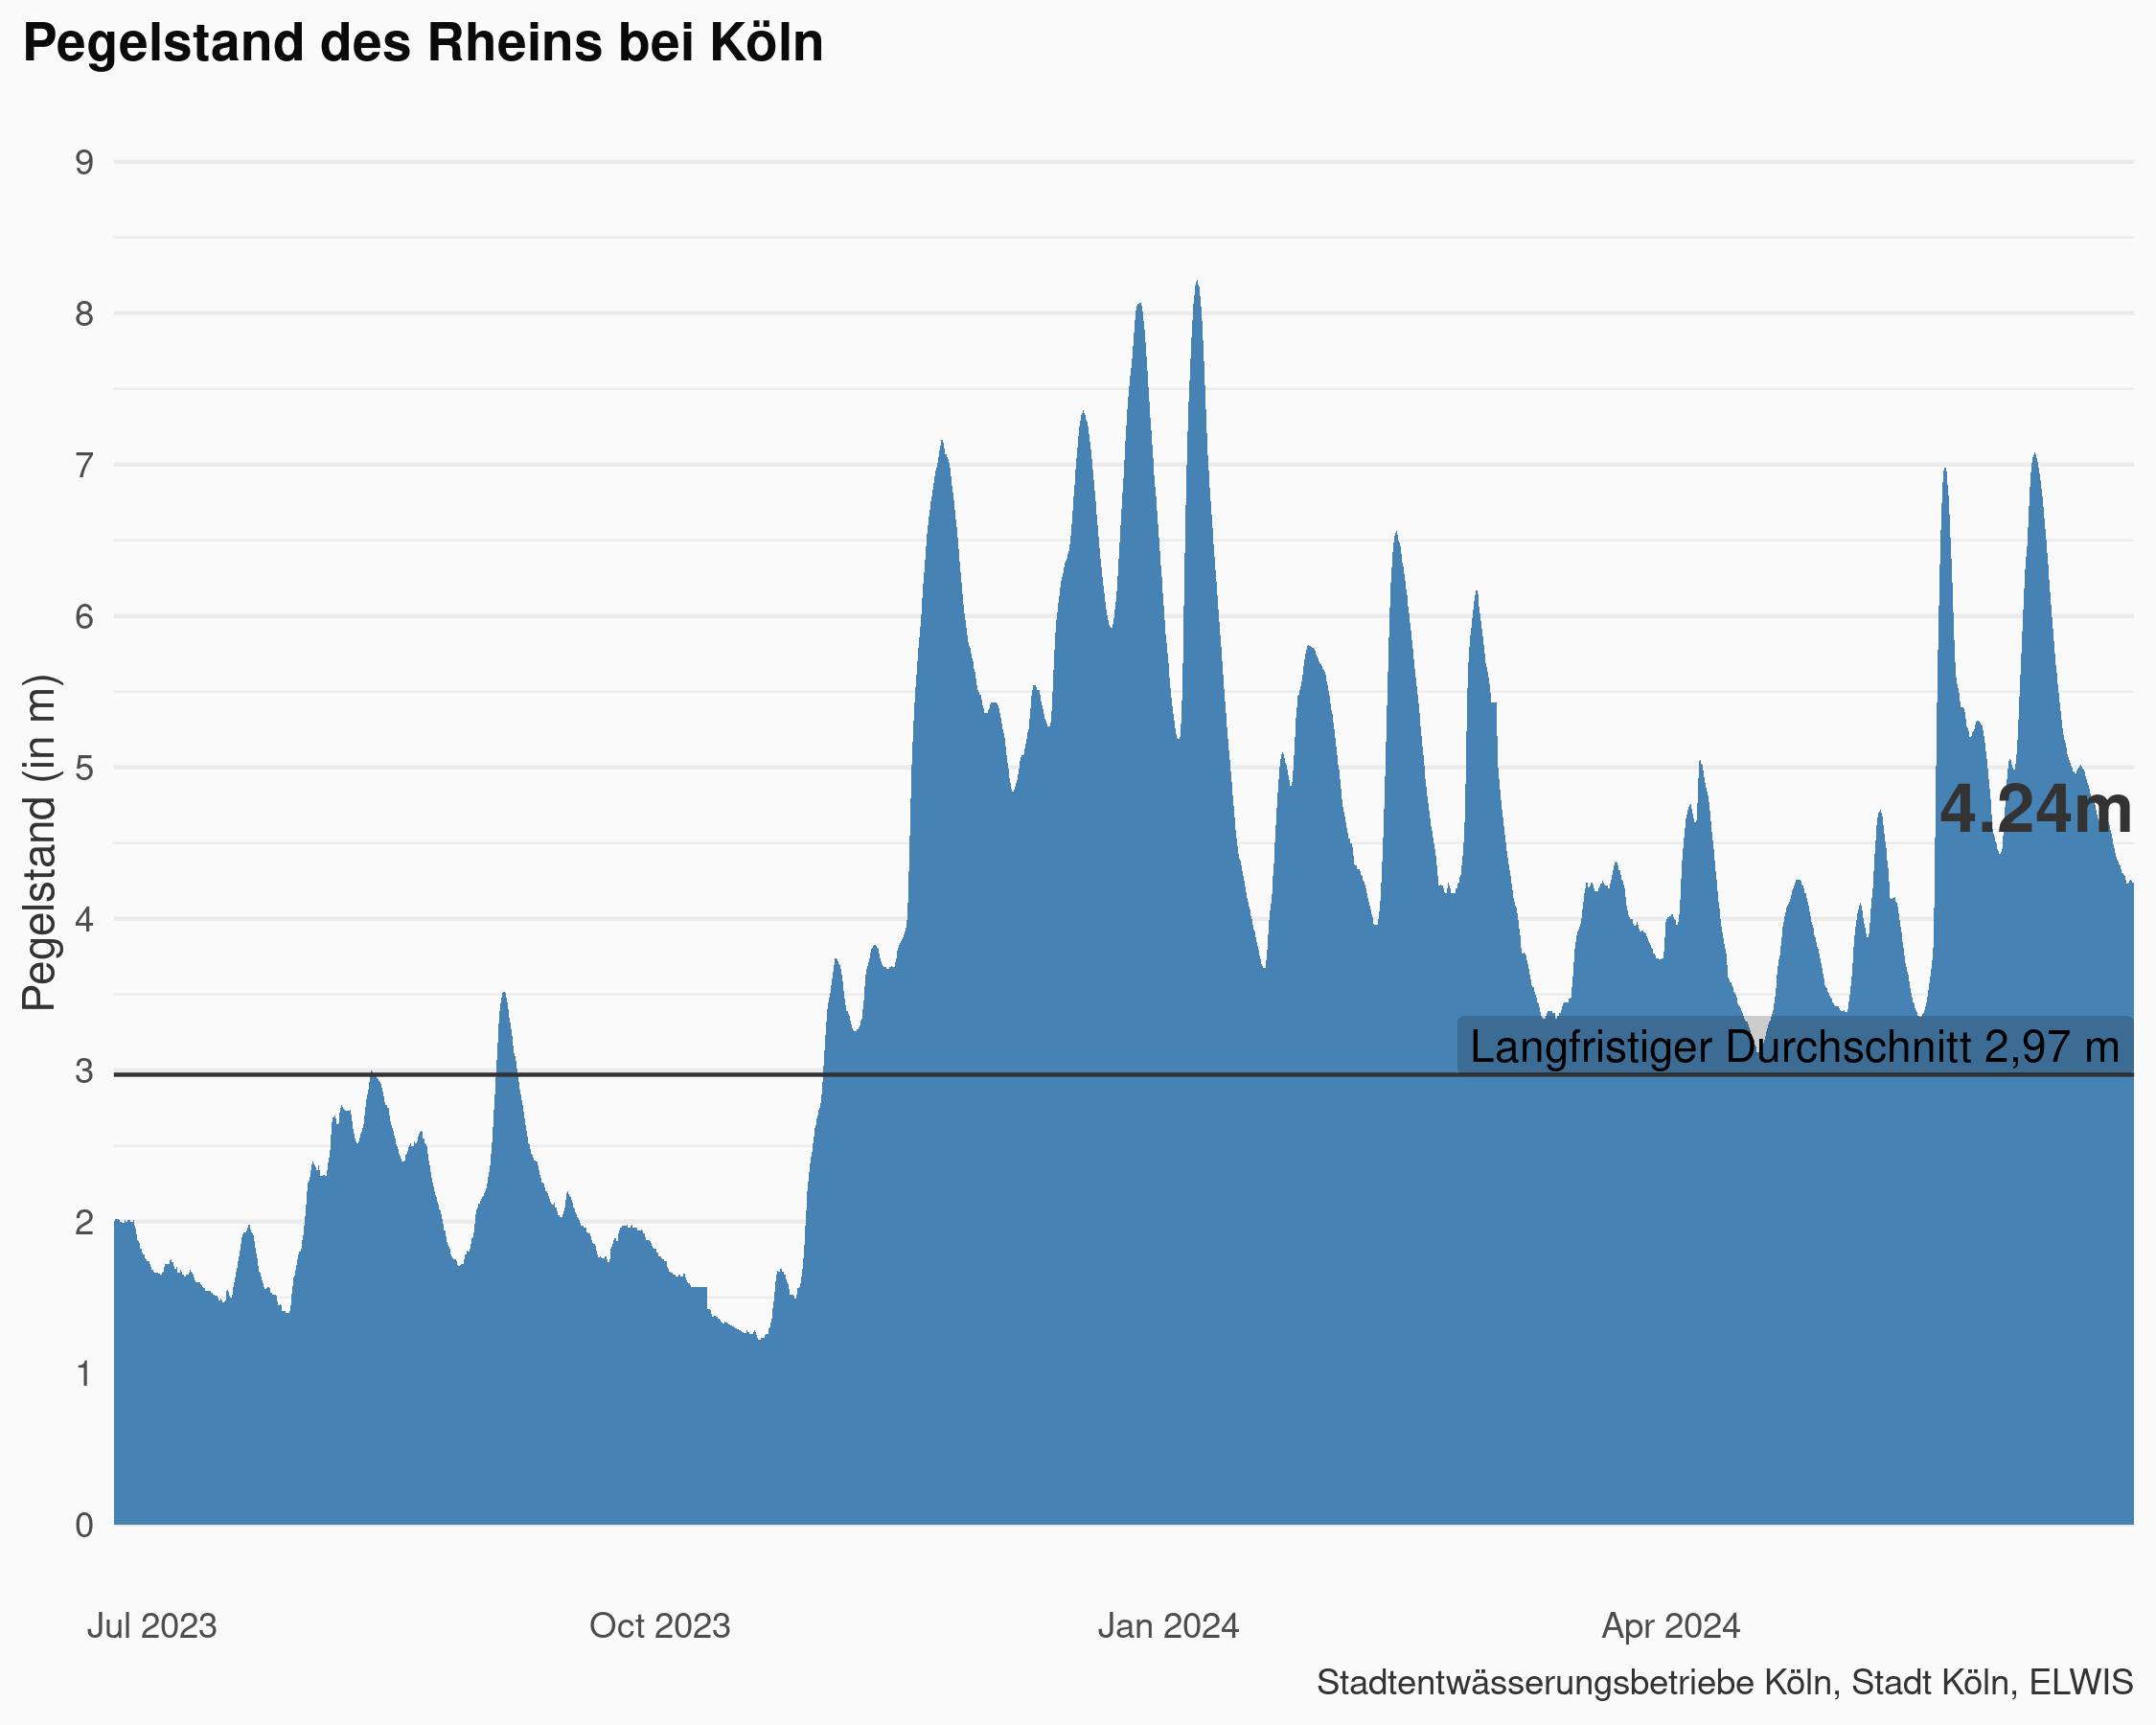 Pegelstand des Rheins bei Köln
9
8
7
6
5
4
3
2
1
0
Pegelstand (in m)
4.24m
Langfristiger Durchschnitt 2,97 m
Jul 2023 Oct 2023 Jan 2024 Apr 2024
Stadtentwässerungsbetriebe Köln, Stadt Köln, ELWIS